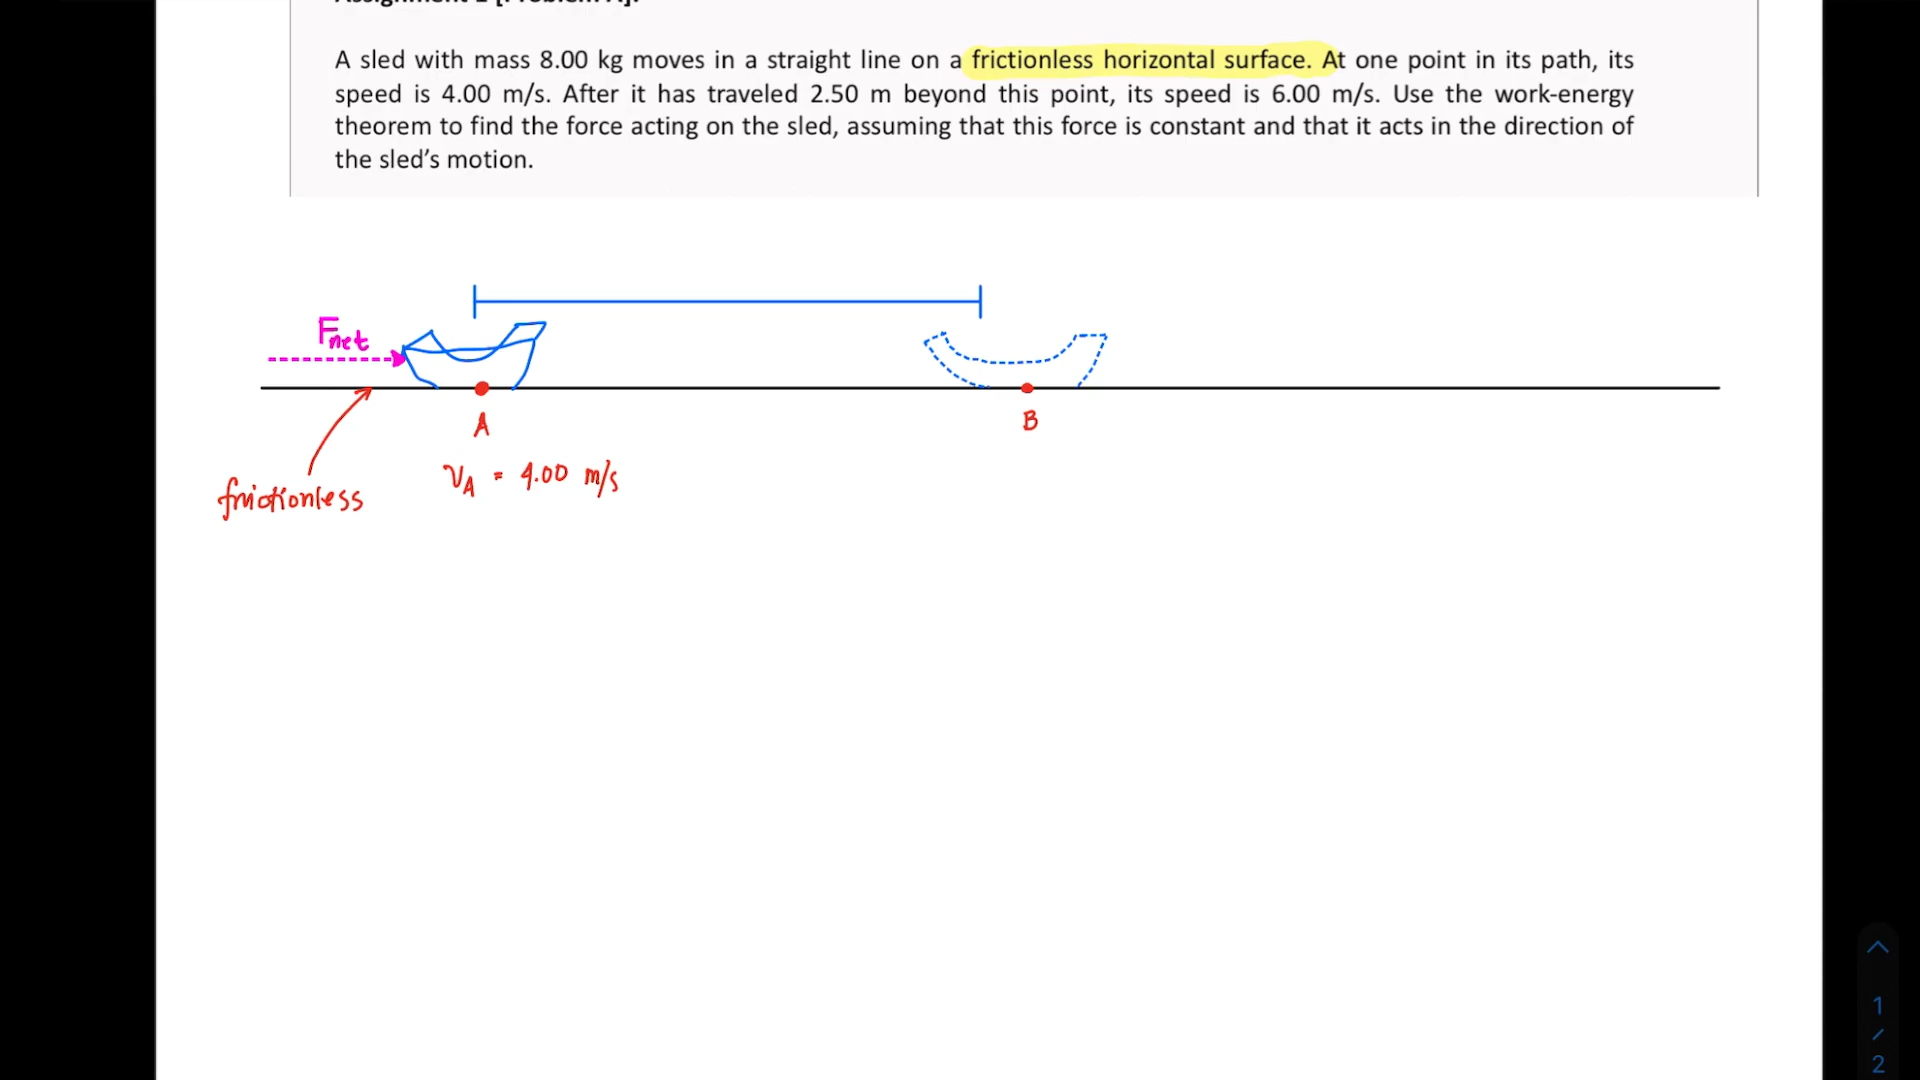 Assignment 1 [Problem A]:
A sled with mass 8.00 kg moves in a straight line on a frictionless horizontal surface. At one point in its path, its
speed is 4.00 m/s. After it has traveled 2.50 m beyond this point, its speed is 6.00 m/s. Use the work-energy
theorem to find the force acting on the sled, assuming that this force is constant and that it acts in the direction of
the sled’s motion.
Fnet
A
B
vA = 4.00 m/s
frictionless
1
/
2